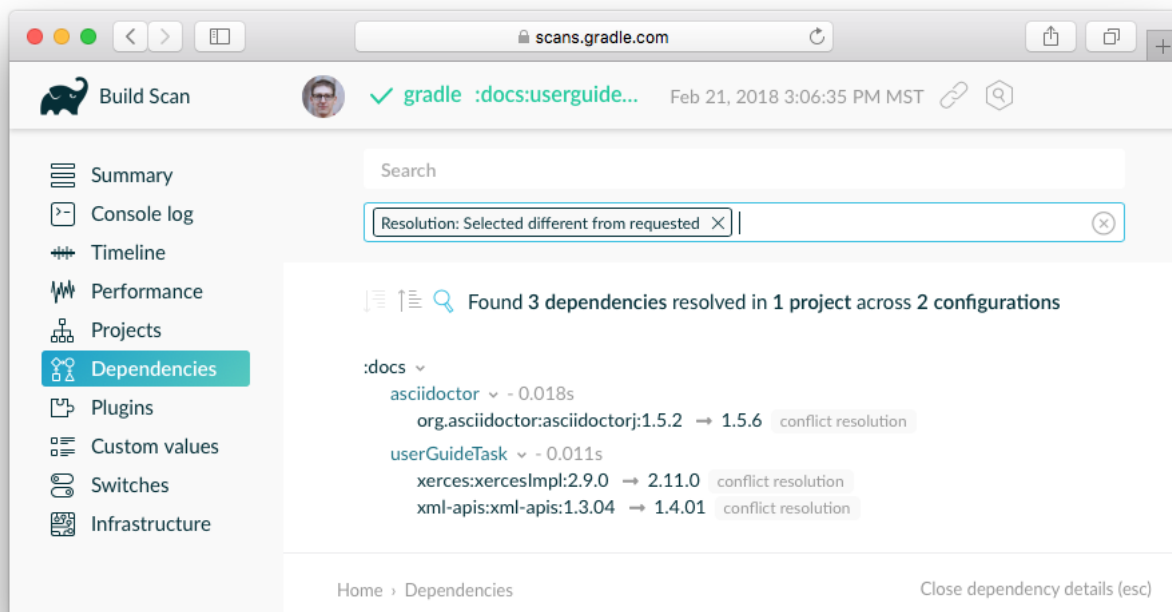 scans.gradle.com
Build Scan
gradle :docs:userguide... Feb 21, 2018 3:06:35 PM MST
Summary
Console log
Timeline
Performance
Projects
Dependencies
Plugins
Custom values
Switches
Infrastructure
Search
Resolution: Selected different from requested
Found 3 dependencies resolved in 1 project across 2 configurations
:docs
asciidoctor - 0.018s
org.asciidoctor:asciidoctorj:1.5.2 → 1.5.6 conflict resolution
userGuideTask - 0.011s
xerces:xercesImpl:2.9.0 → 2.11.0 conflict resolution
xml-apis:xml-apis:1.3.04 → 1.4.01 conflict resolution
Home › Dependencies
Close dependency details (esc)